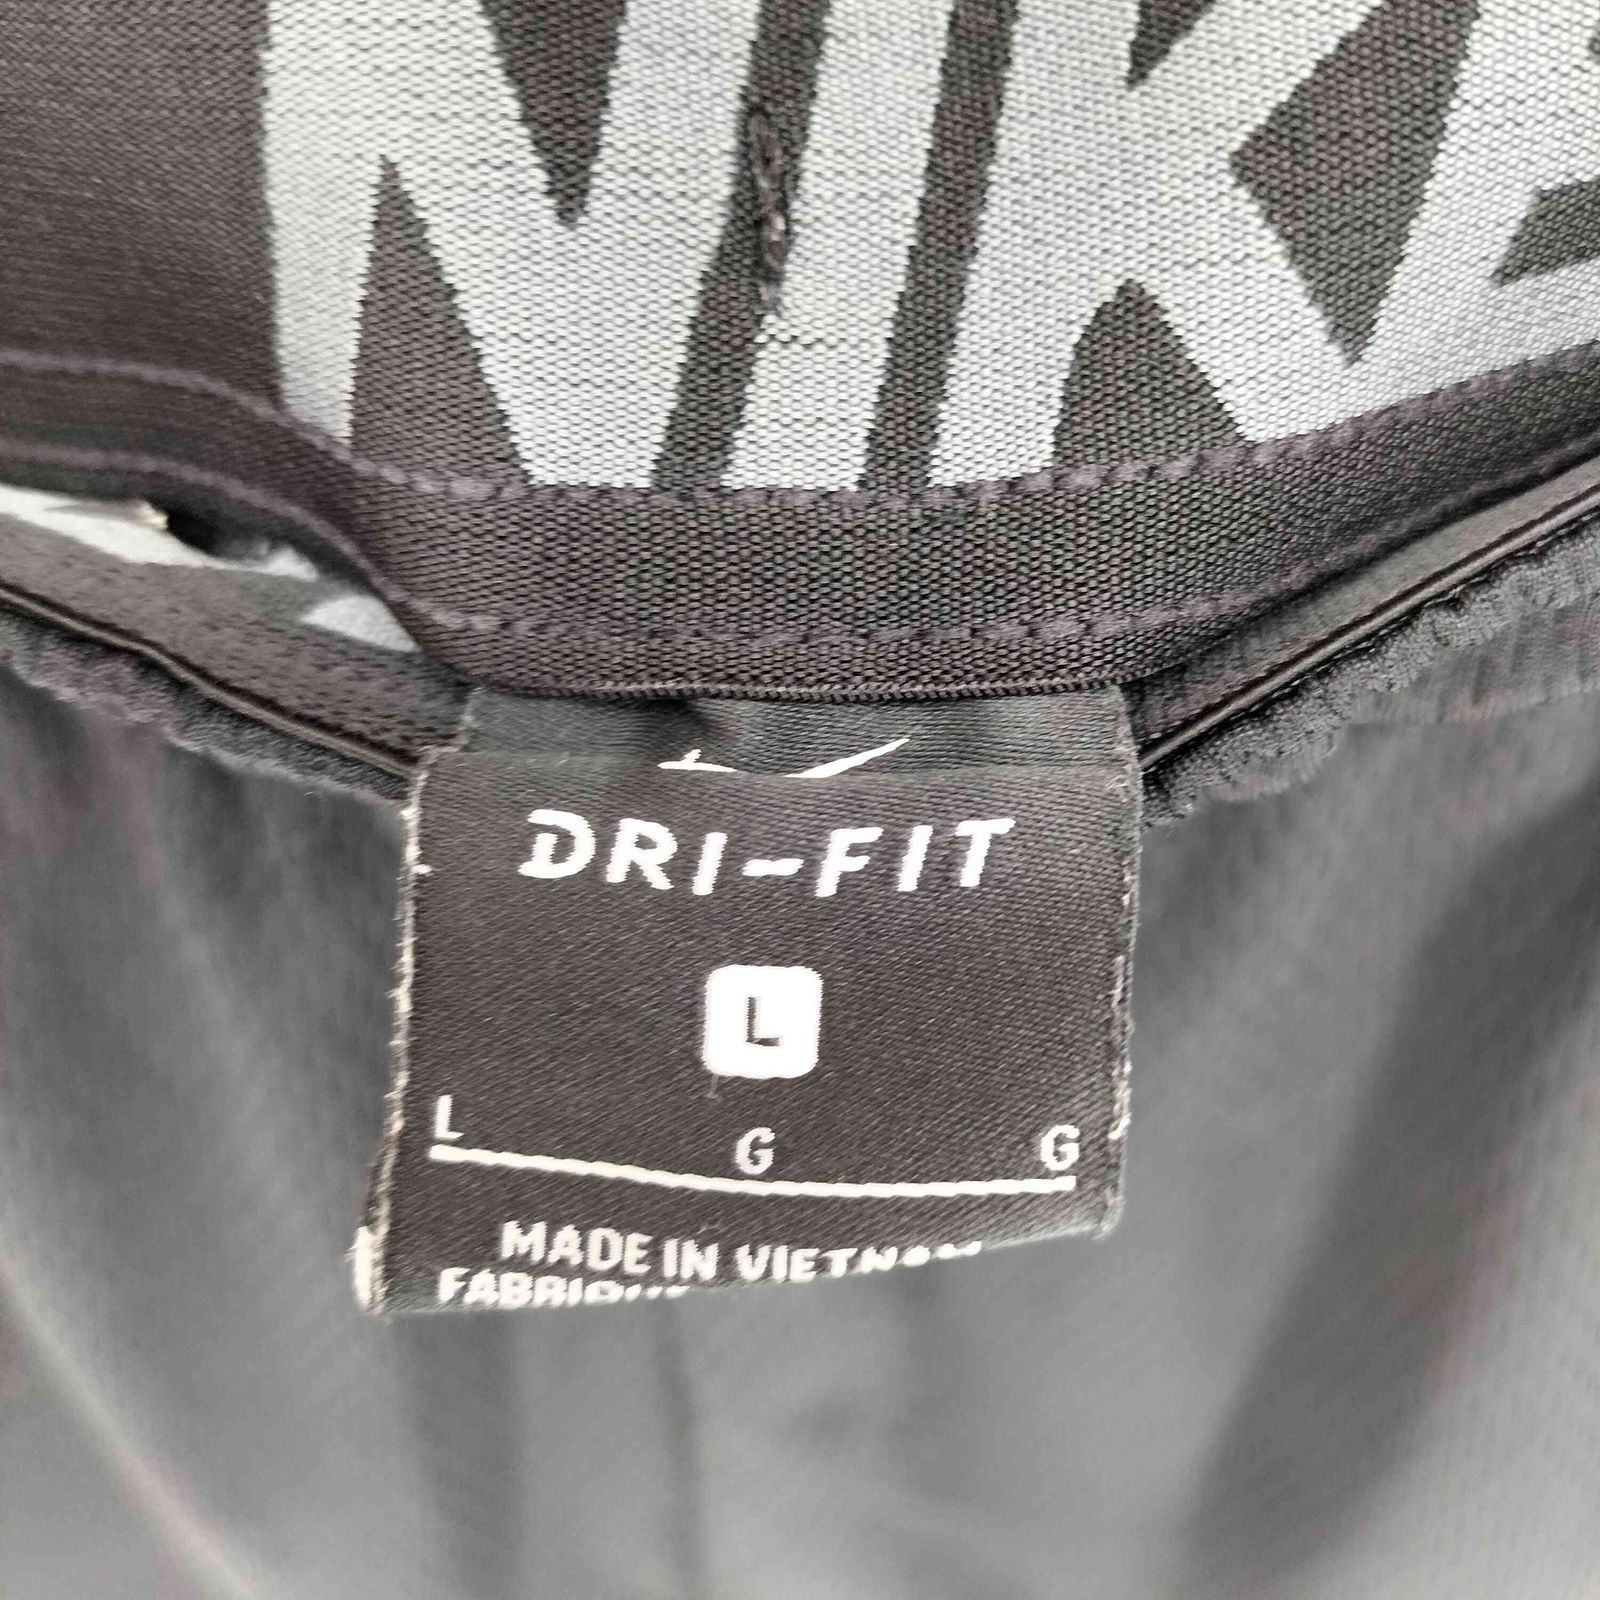 NIKE
DRI-FIT
L
L G G
MADE IN VIETNAM